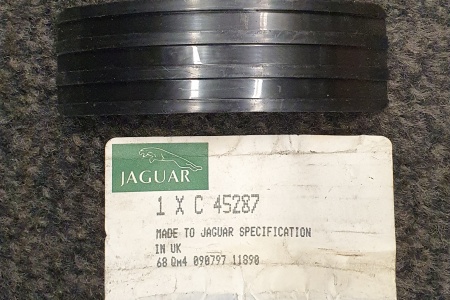 JAGUAR
1 X C 45287
MADE TO JAGUAR SPECIFICATION
IN UK
68 Qm4 090797 11890